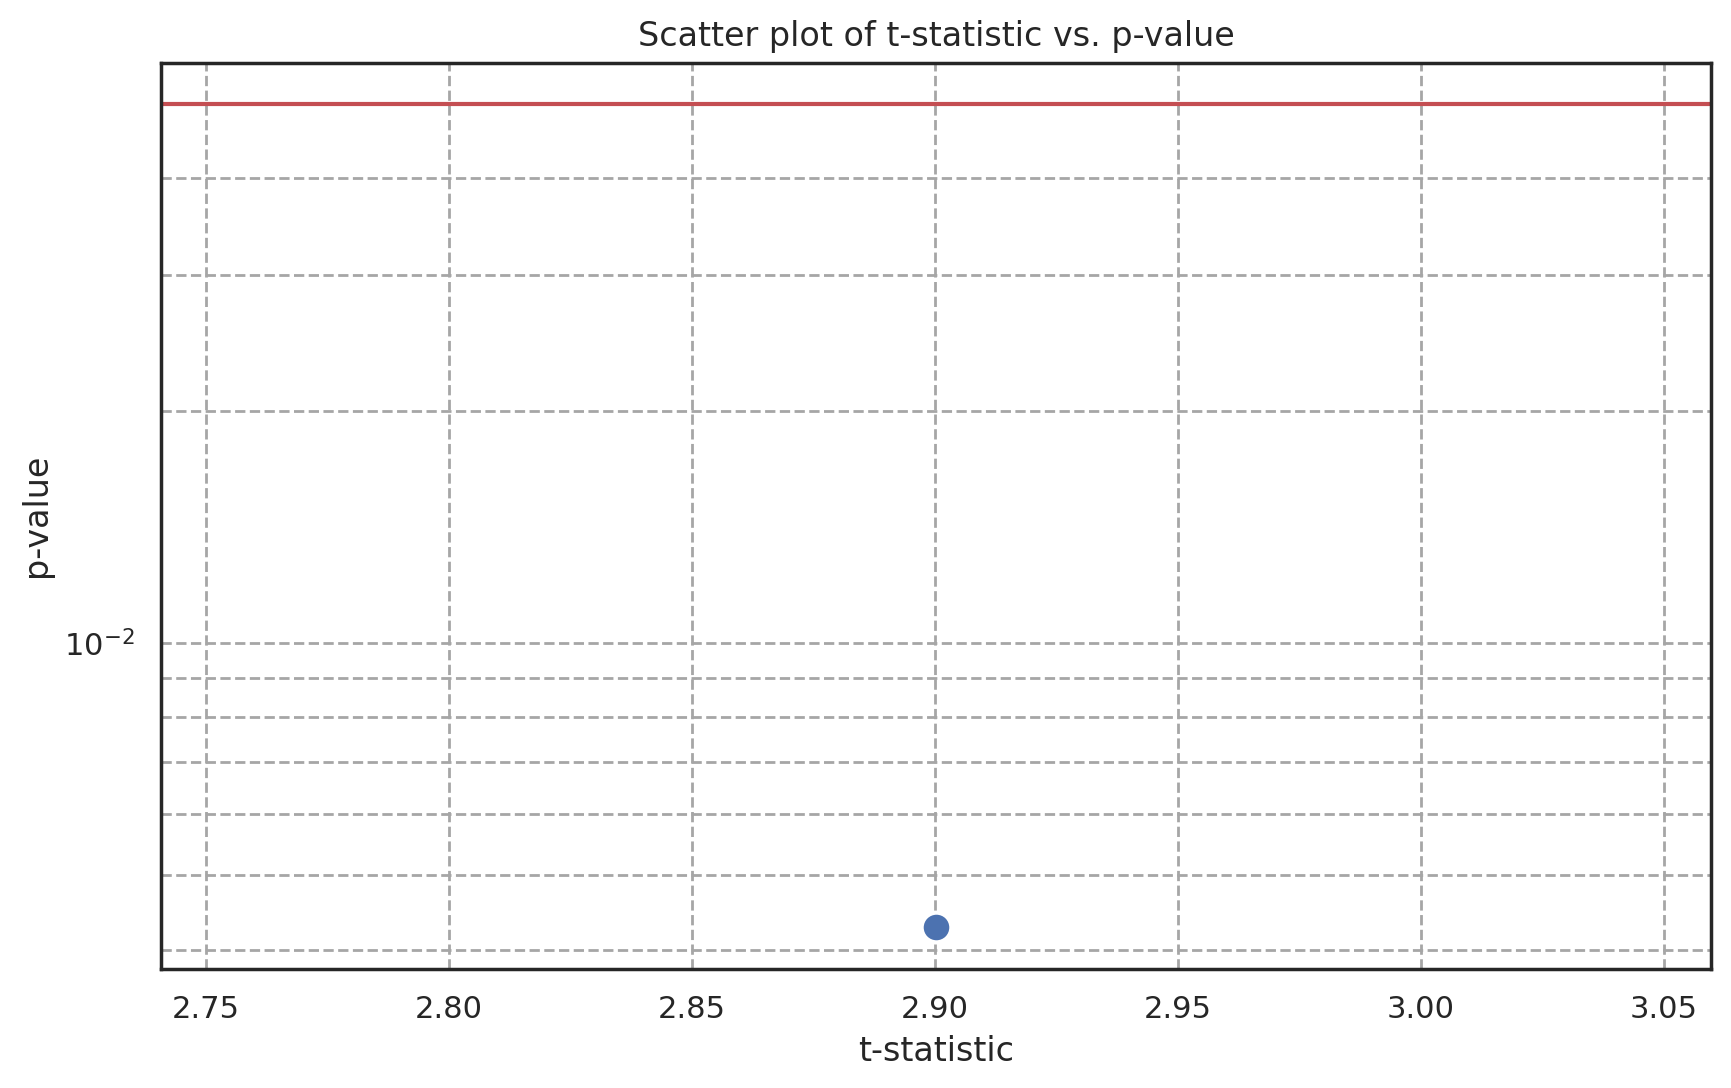 Scatter plot of t-statistic vs. p-value
p-value
10⁻²
2.75 2.80 2.85 2.90 2.95 3.00 3.05
t-statistic